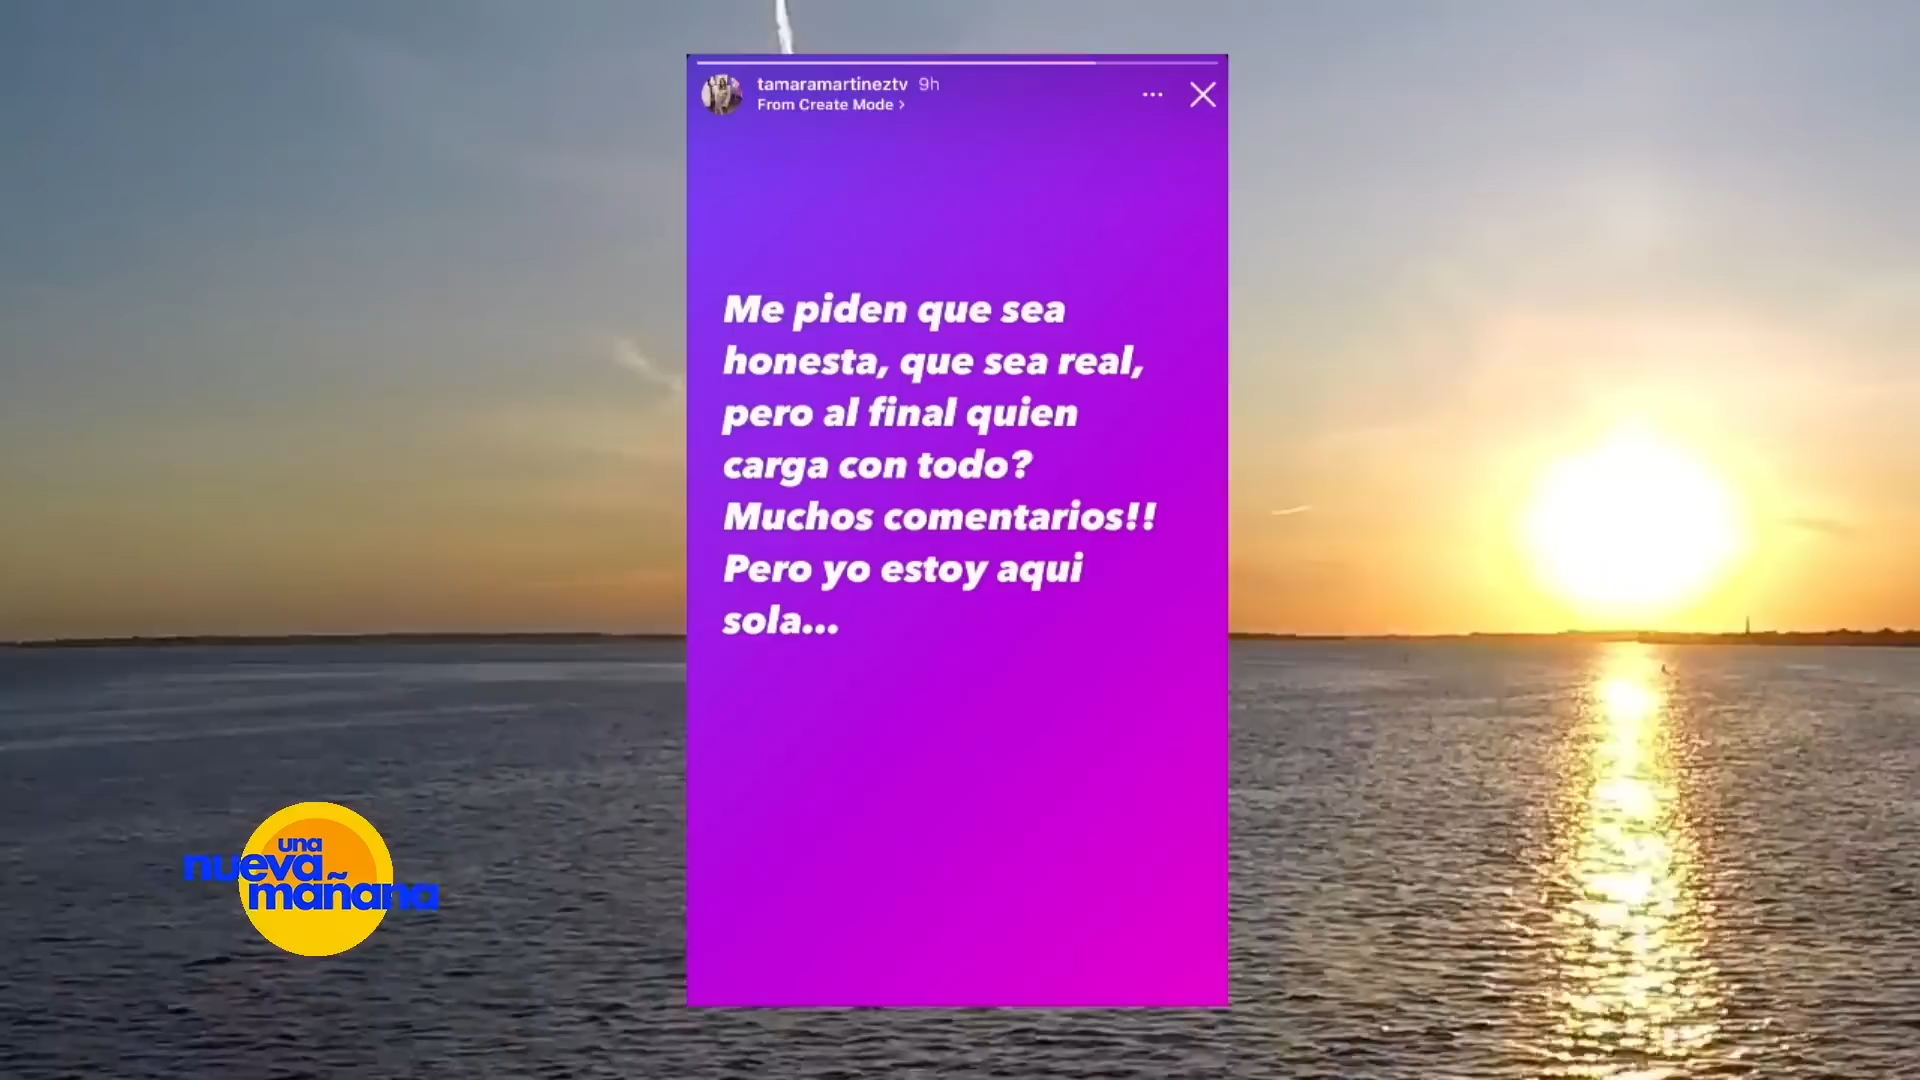 tamaramartineztv 9h
From Create Mode >
Me piden que sea
honesta, que sea real,
pero al final quien
carga con todo?
Muchos comentarios!!
Pero yo estoy aqui
sola...
una
nueva
mañana